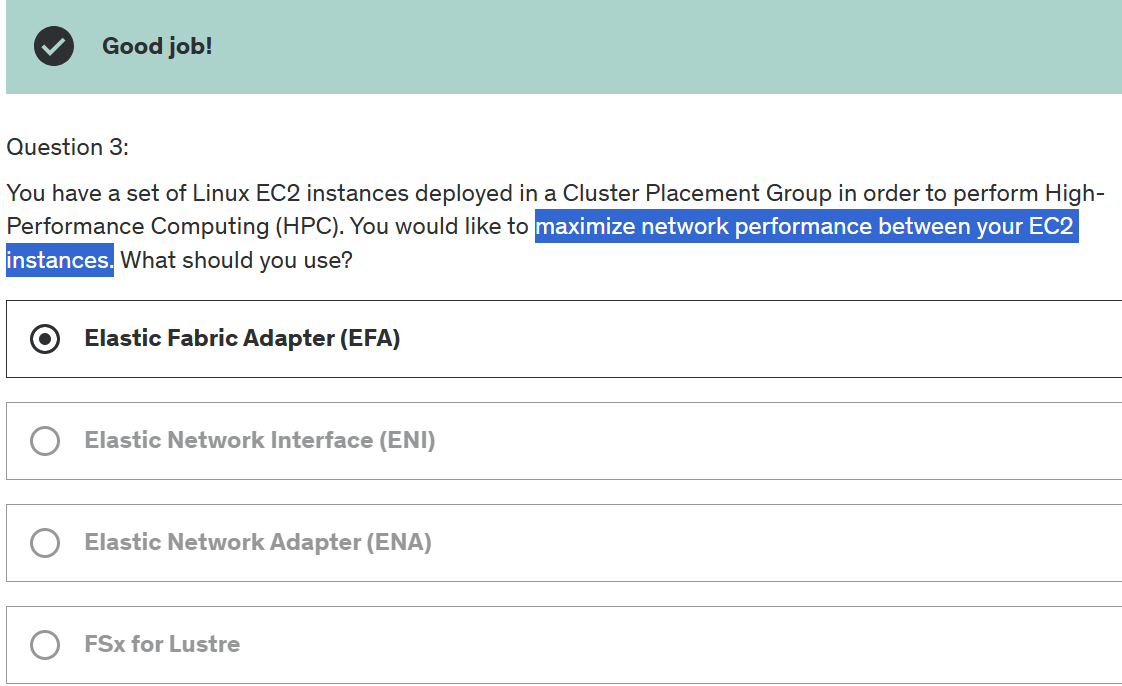 Good job!
Question 3:
You have a set of Linux EC2 instances deployed in a Cluster Placement Group in order to perform High-
Performance Computing (HPC). You would like to maximize network performance between your EC2
instances. What should you use?
Elastic Fabric Adapter (EFA)
Elastic Network Interface (ENI)
Elastic Network Adapter (ENA)
FSx for Lustre